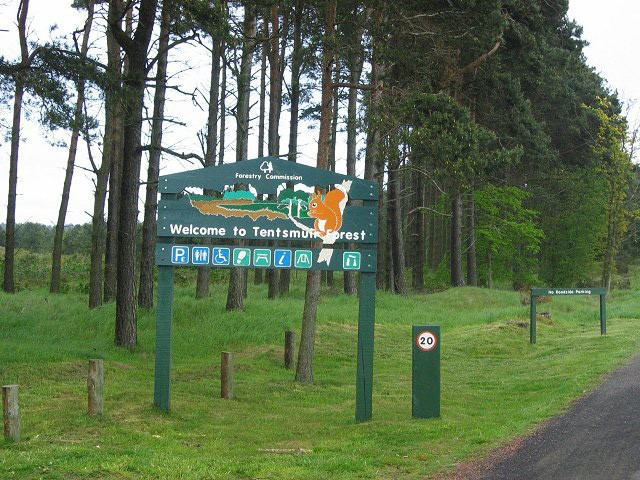 Forestry Commission
Welcome to Tentsmuir Forest
P i
20
No Roadside Parking